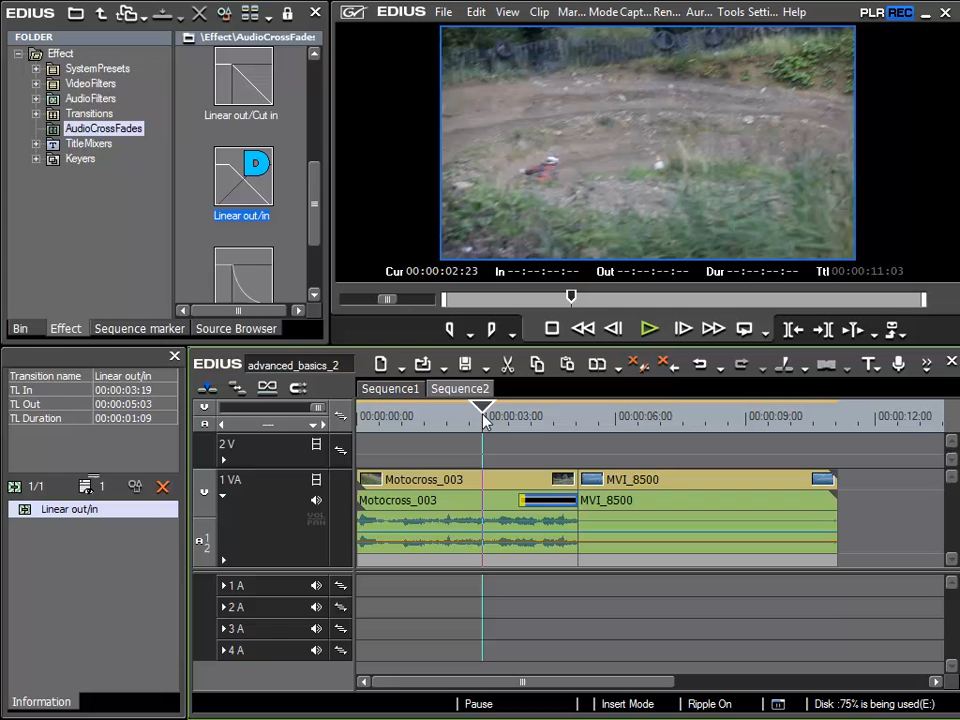 FOLDER
\Effect\AudioCrossFades
Effect
SystemPresets
VideoFilters
AudioFilters
Transitions
AudioCrossFades
TitleMixers
Keyers
Linear out/Cut in
D
Linear out/in
Bin
Effect
Sequence marker
Source Browser
EDIUS
File Edit View Clip Mar... Mode Capt... Ren... Aur... Tools Setti... Help
PLR REC
Cur 00:00:02:23 In --:--:--:-- Out --:--:--:-- Dur --:--:--:-- Ttl 00:00:11:03
Transition name Linear out/in
TL In 00:00:03:19
TL Out 00:00:05:03
TL Duration 00:00:01:09
1/1 1
Linear out/in
Information
EDIUS advanced_basics_2
Sequence1 Sequence2
00:00:00:00 00:00:03:00 00:00:06:00 00:00:09:00 00:00:12:00
2 V
1 VA
Motocross_003 MVI_8500
Motocross_003 MVI_8500
VOL
PAN
A 1
2
1 A
2 A
3 A
4 A
Pause Insert Mode Ripple On Disk :75% is being used(E:)